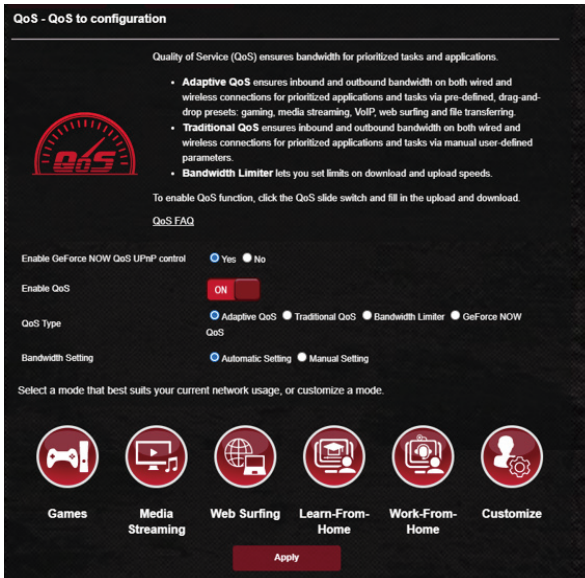 QoS - QoS to configuration
Quality of Service (QoS) ensures bandwidth for prioritized tasks and applications.
• Adaptive QoS ensures inbound and outbound bandwidth on both wired and
wireless connections for prioritized applications and tasks via pre-defined, drag-and-
drop presets: gaming, media streaming, VoIP, web surfing and file transferring.
• Traditional QoS ensures inbound and outbound bandwidth on both wired and
wireless connections for prioritized applications and tasks via manual user-defined
parameters.
• Bandwidth Limiter lets you set limits on download and upload speeds.
QoS
To enable QoS function, click the QoS slide switch and fill in the upload and download.
QoS FAQ
Enable GeForce NOW QoS UPnP control Yes No
Enable QoS ON
QoS Type Adaptive QoS Traditional QoS Bandwidth Limiter GeForce NOW
QoS
Bandwidth Setting Automatic Setting Manual Setting
Select a mode that best suits your current network usage, or customize a mode.
Games Media Web Surfing Learn-From- Work-From- Customize
Streaming Home Home
Apply